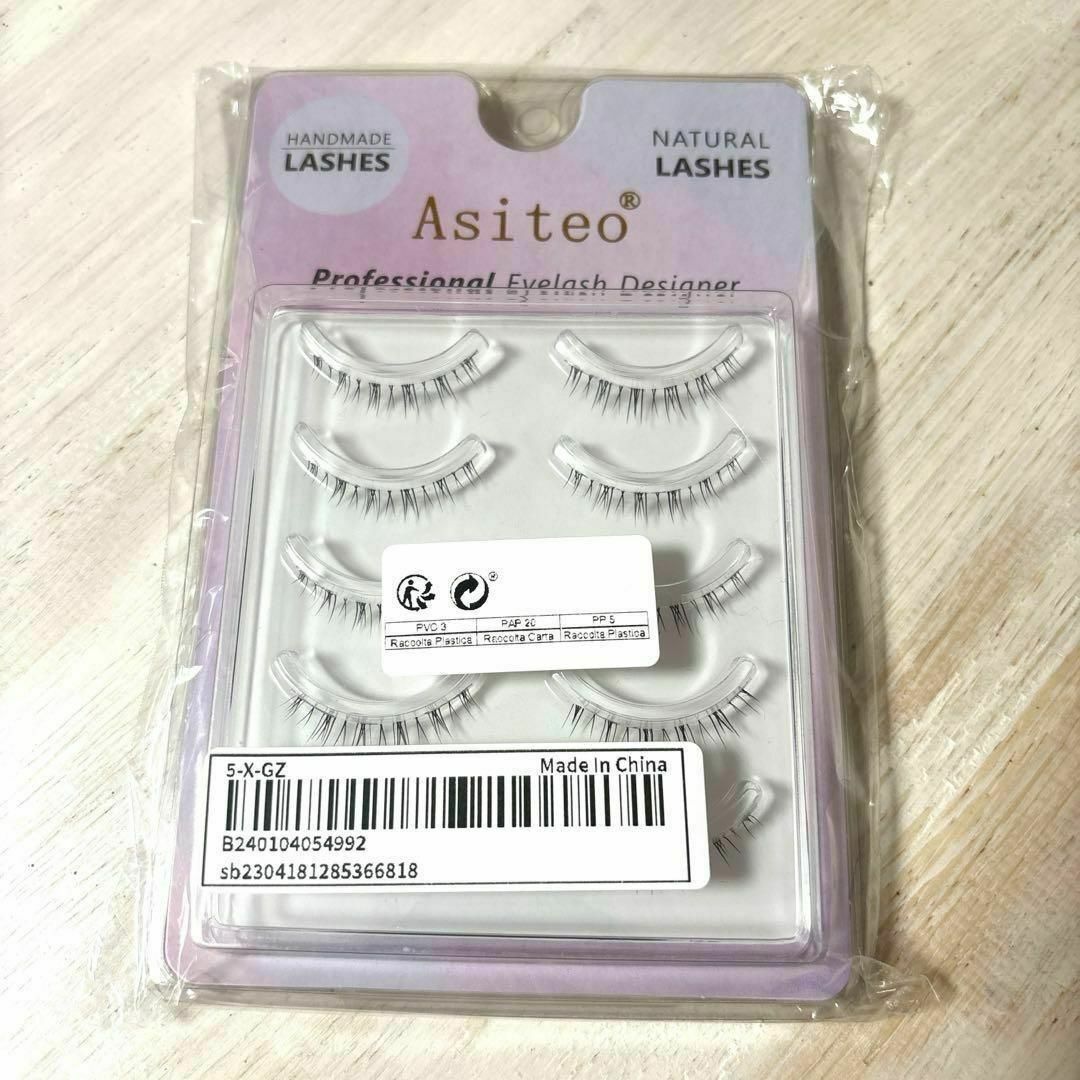 HANDMADE
LASHES
NATURAL
LASHES
Asiteo®
Professional Eyelash Designer
PVC 3 PAP 20 PP 5
Raccolta Plastica Raccolta Carta Raccolta Plastica
5-X-GZ Made In China
B240104054992
sb2304181285366818